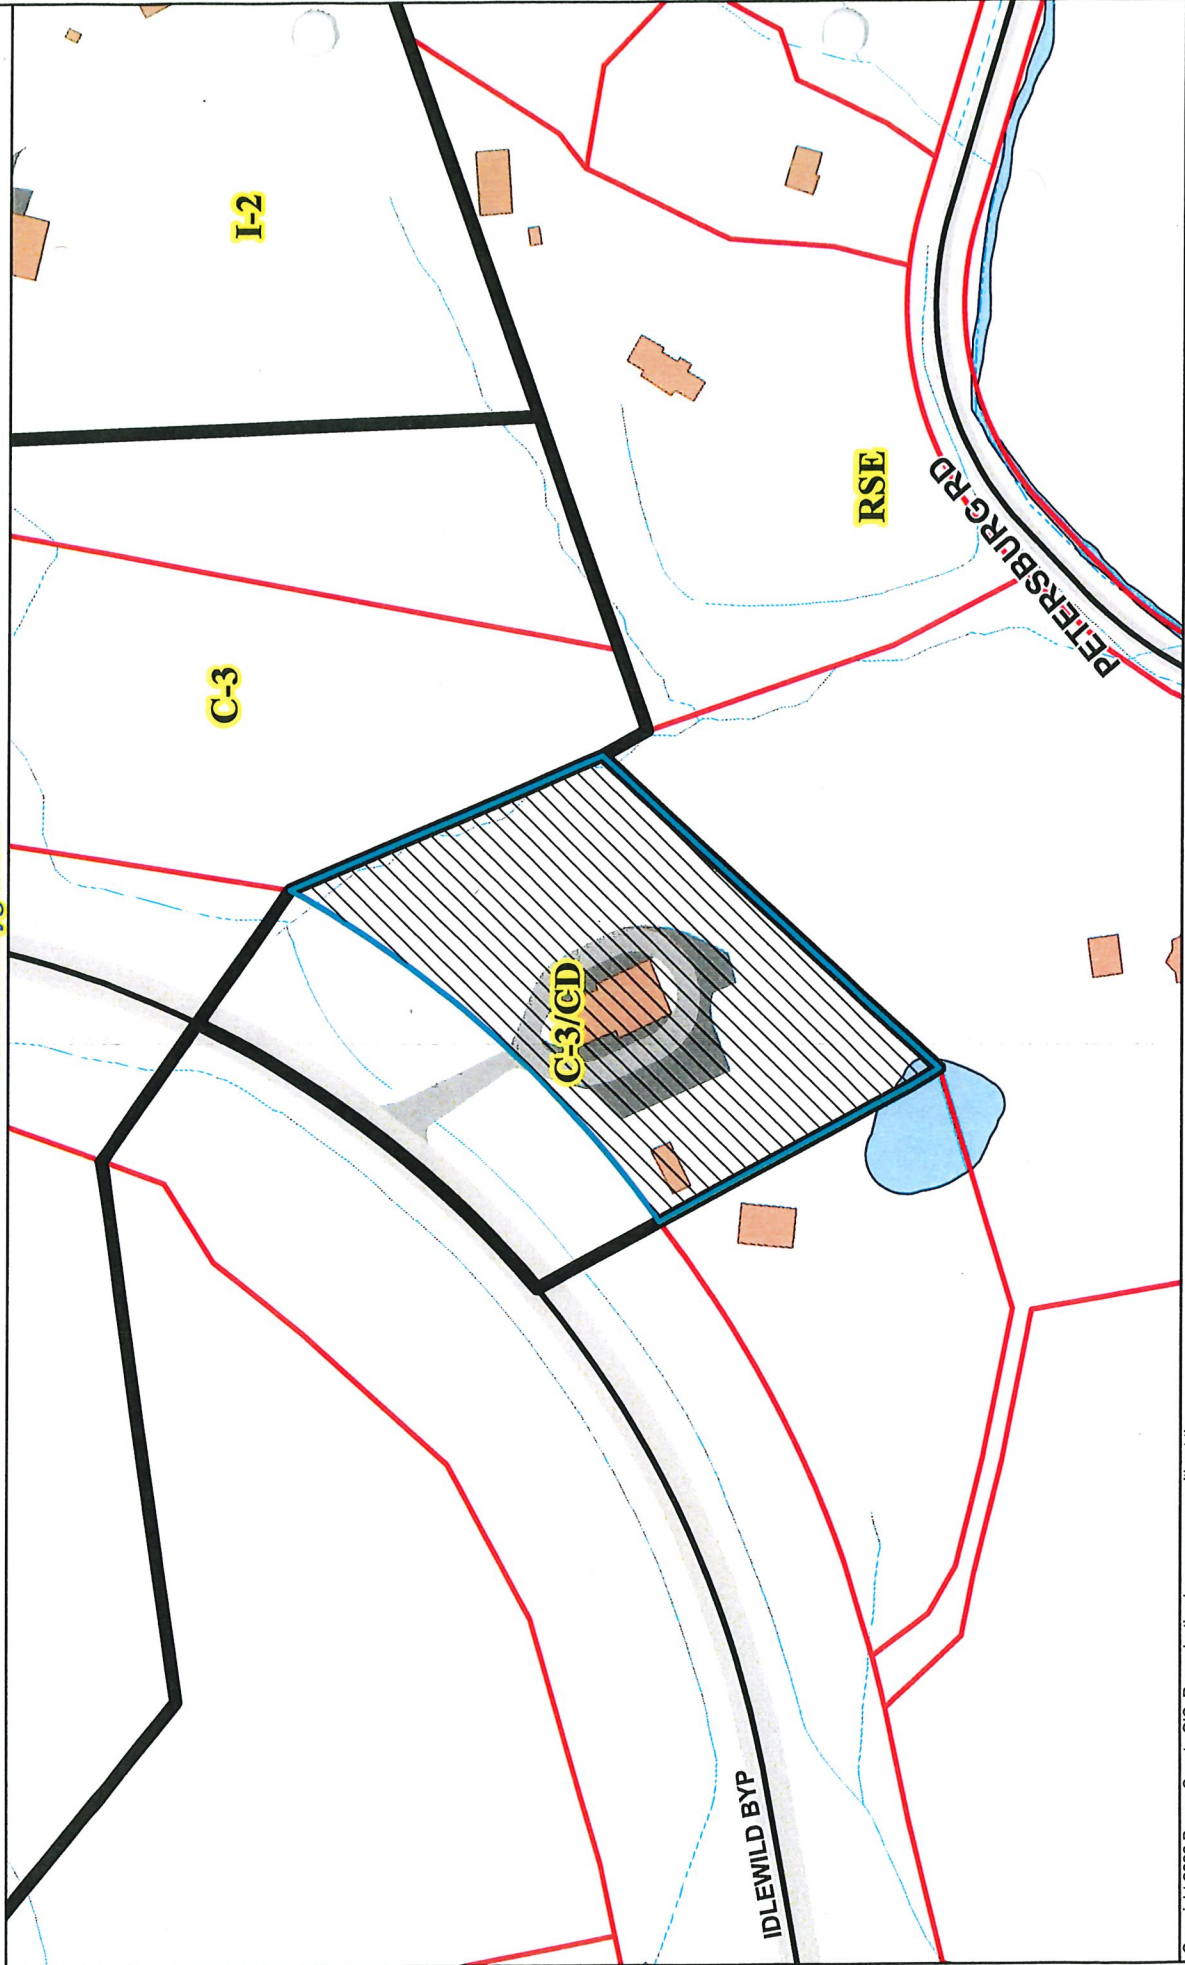 I-2
C-3
RSE
PETERSBURG RD
C-3/CD
IDLEWILD BYP